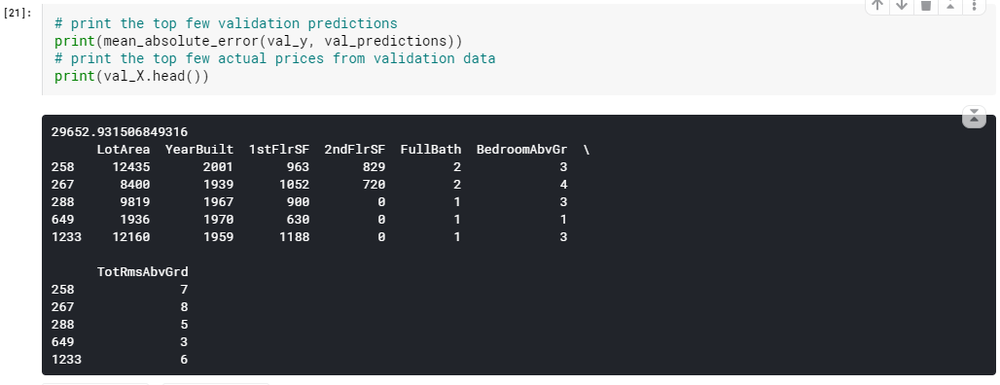 [21]:
# print the top few validation predictions
print(mean_absolute_error(val_y, val_predictions))
# print the top few actual prices from validation data
print(val_X.head())
29652.931506849316
      LotArea  YearBuilt  1stFlrSF  2ndFlrSF  FullBath  BedroomAbvGr  \
258     12435       2001       963       829         2             3
267      8400       1939      1052       720         2             4
288      9819       1967       900         0         1             3
649      1936       1970       630         0         1             1
1233    12160       1959      1188         0         1             3
      TotRmsAbvGrd
258              7
267              8
288              5
649              3
1233             6